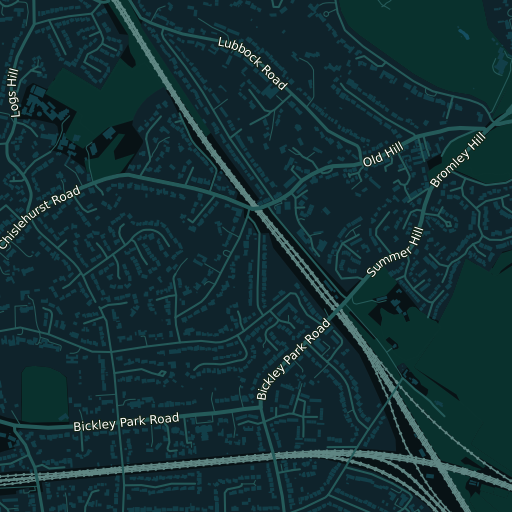 Lubbock Road
Logs Hill
Old Hill
Bromley Hill
Chislehurst Road
Summer Hill
Bickley Park Road
Bickley Park Road